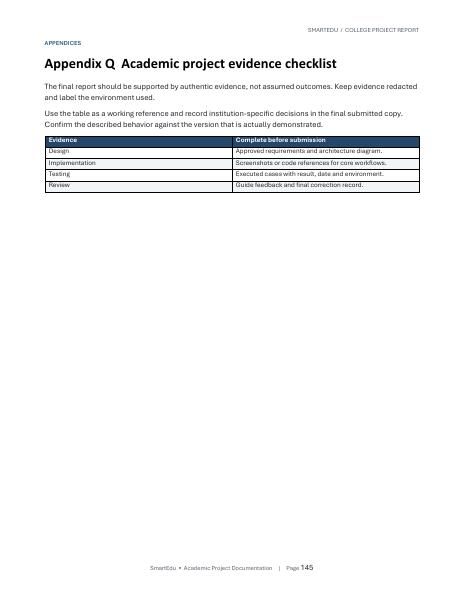 SMARTEDU / COLLEGE PROJECT REPORT
APPENDICES
Appendix Q Academic project evidence checklist
The final report should be supported by authentic evidence, not assumed outcomes. Keep evidence redacted
and label the environment used.
Use the table as a working reference and record institution-specific decisions in the final submitted copy.
Confirm the described behavior against the version that is actually demonstrated.
Evidence Complete before submission
Design Approved requirements and architecture diagram.
Implementation Screenshots or code references for core workflows.
Testing Executed cases with result, date and environment.
Review Guide feedback and final correction record.
SmartEdu • Academic Project Documentation | Page 145